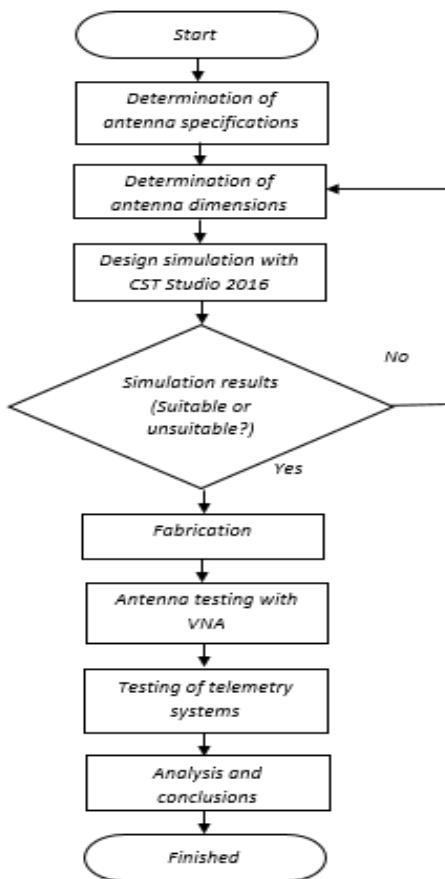 Start
Determination of
antenna specifications
Determination of
antenna dimensions
Design simulation with
CST Studio 2016
No
Simulation results
(Suitable or
unsuitable?)
Yes
Fabrication
Antenna testing with
VNA
Testing of telemetry
systems
Analysis and
conclusions
Finished